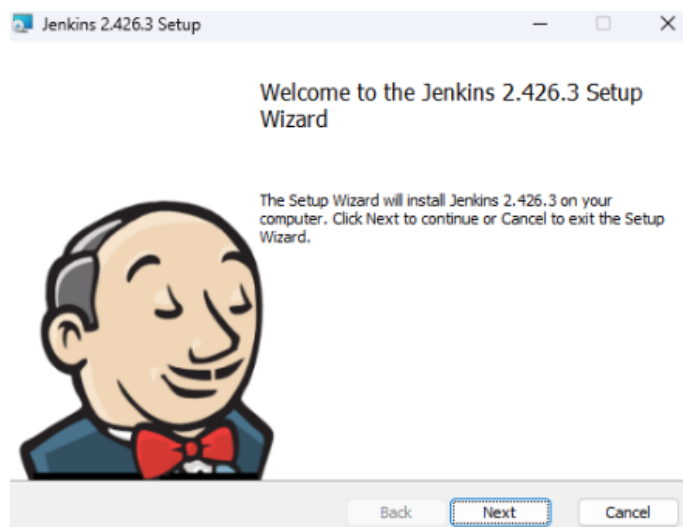 Jenkins 2.426.3 Setup
Welcome to the Jenkins 2.426.3 Setup
Wizard
The Setup Wizard will install Jenkins 2.426.3 on your
computer. Click Next to continue or Cancel to exit the Setup
Wizard.
Back Next Cancel